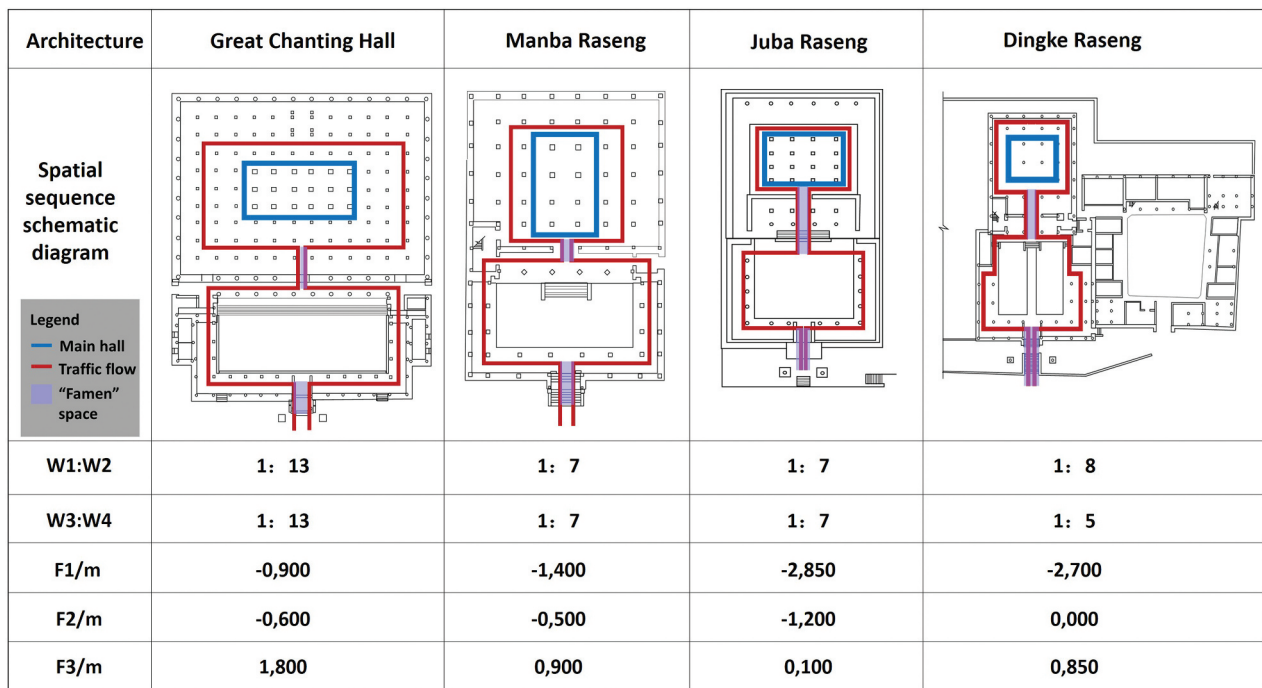 Architecture Great Chanting Hall Manba Raseng Juba Raseng Dingke Raseng
Spatial
sequence
schematic
diagram
Legend
Main hall
Traffic flow
“Famen”
space
W1:W2 1：13 1：7 1：7 1：8
W3:W4 1：13 1：7 1：7 1：5
F1/m -0,900 -1,400 -2,850 -2,700
F2/m -0,600 -0,500 -1,200 0,000
F3/m 1,800 0,900 0,100 0,850